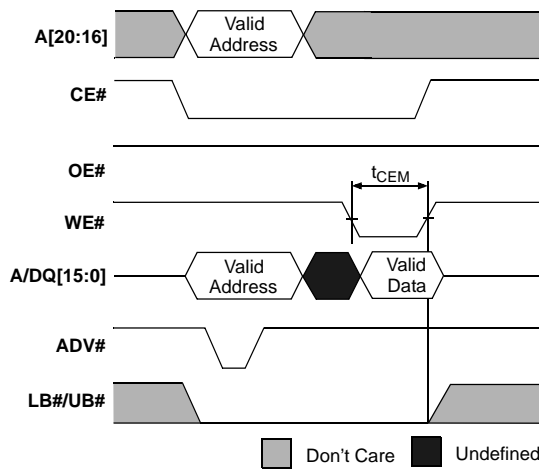 A[20:16]
Valid
Address
CE#
OE#
tCEM
WE#
A/DQ[15:0]
Valid
Address
Valid
Data
ADV#
LB#/UB#
Don't Care
Undefined